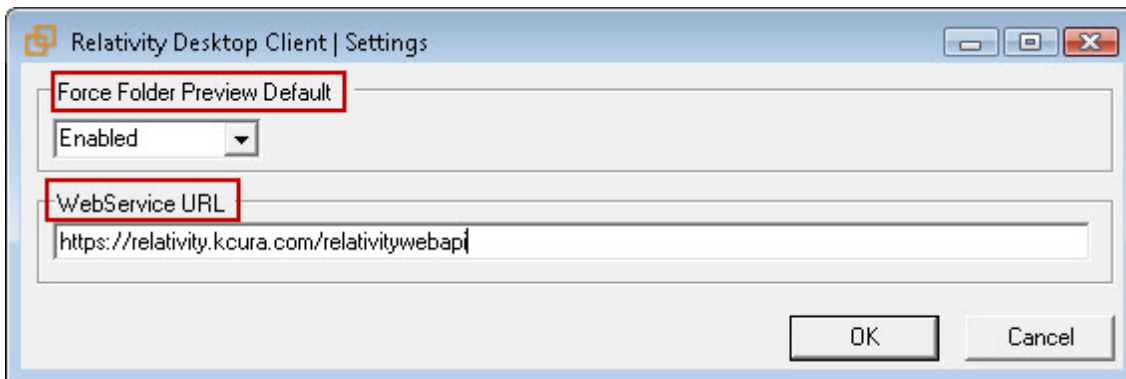 Relativity Desktop Client | Settings
Force Folder Preview Default
Enabled
WebService URL
https://relativity.kcura.com/relativitywebapi
OK Cancel